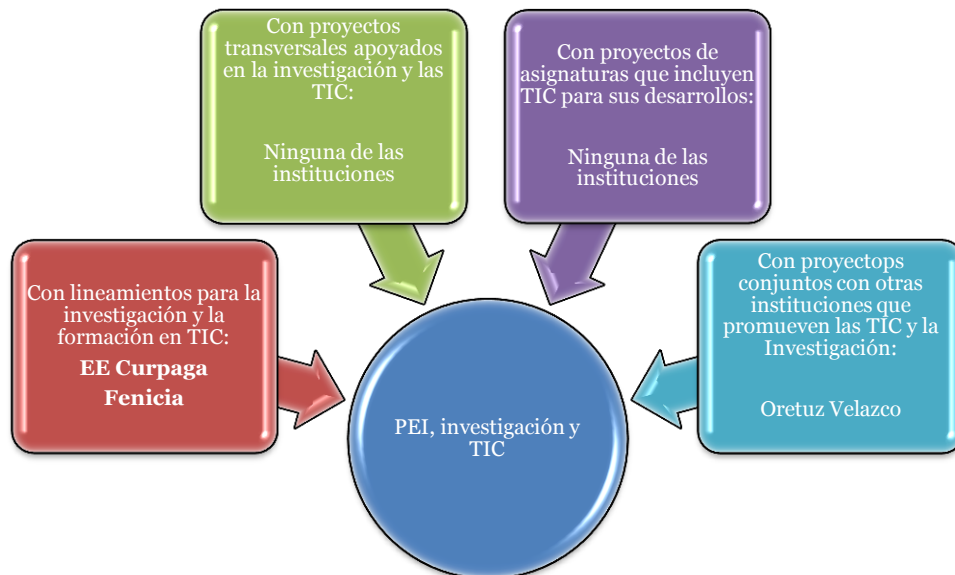 Con proyectos
transversales apoyados
en la investigación y las
TIC:
Ninguna de las
instituciones
Con proyectos de
asignaturas que incluyen
TIC para sus desarrollos:
Ninguna de las
instituciones
Con lineamientos para la
investigación y la
formación en TIC:
EE Curpaga
Fenicia
Con proyectops
conjuntos con otras
instituciones que
promueven las TIC y la
Investigación:
Oretuz Velazco
PEI, investigación y
TIC